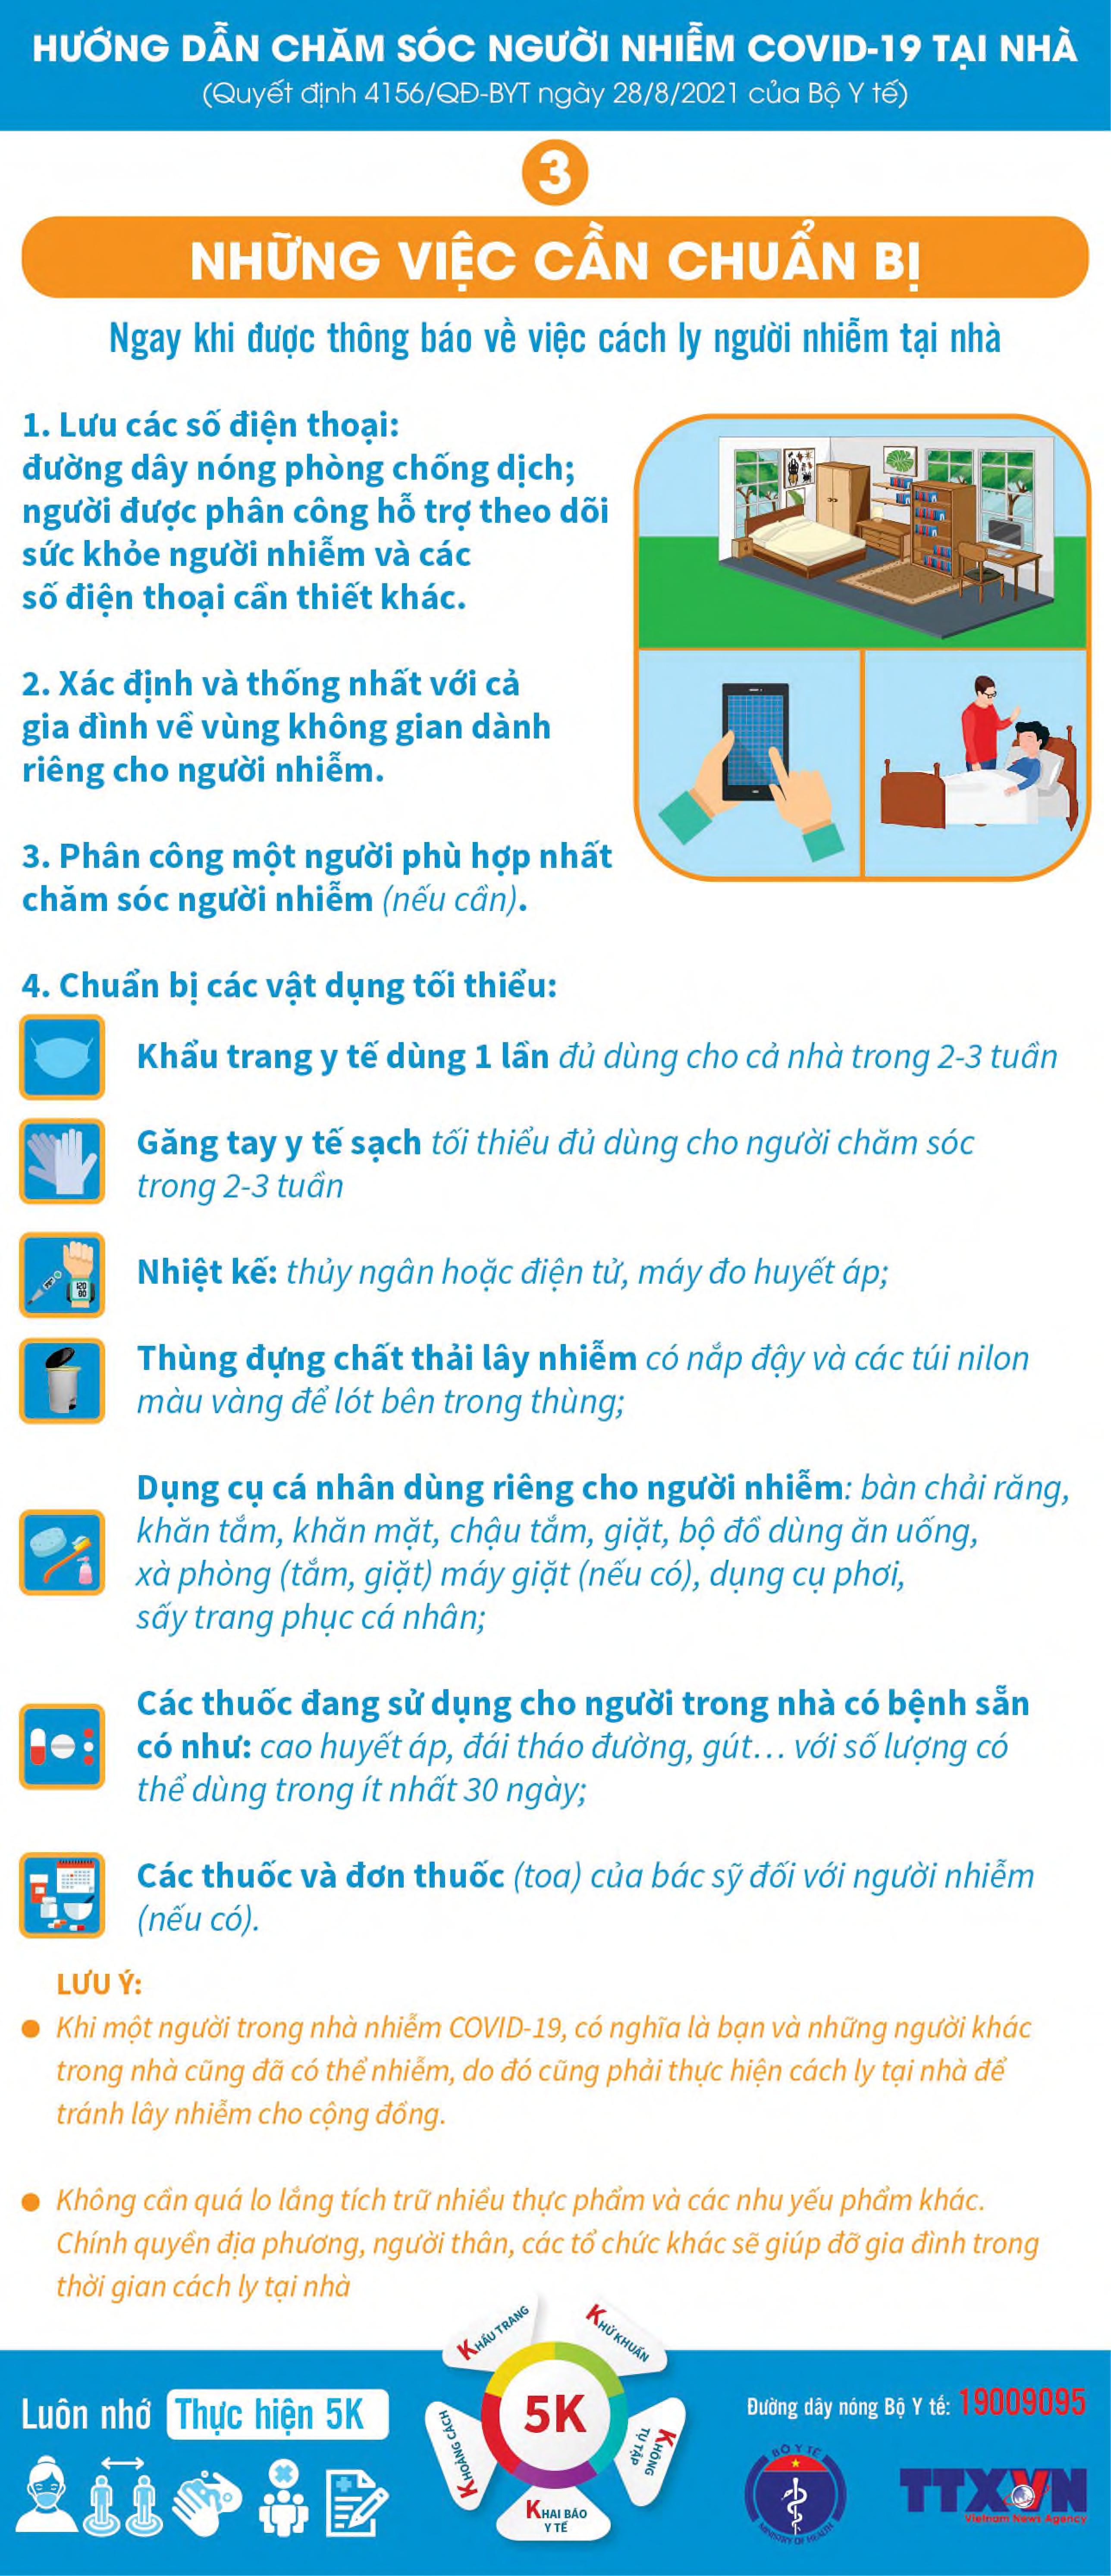 HƯỚNG DẪN CHĂM SÓC NGƯỜI NHIỄM COVID-19 TẠI NHÀ
(Quyết định 4156/QĐ-BYT ngày 28/8/2021 của Bộ Y tế)
3
NHỮNG VIỆC CẦN CHUẨN BỊ
Ngay khi được thông báo về việc cách ly người nhiễm tại nhà
1. Lưu các số điện thoại:
đường dây nóng phòng chống dịch;
người được phân công hỗ trợ theo dõi
sức khỏe người nhiễm và các
số điện thoại cần thiết khác.
2. Xác định và thống nhất với cả
gia đình về vùng không gian dành
riêng cho người nhiễm.
3. Phân công một người phù hợp nhất
chăm sóc người nhiễm (nếu cần).
4. Chuẩn bị các vật dụng tối thiểu:
Khẩu trang y tế dùng 1 lần đủ dùng cho cả nhà trong 2-3 tuần
Găng tay y tế sạch tối thiểu đủ dùng cho người chăm sóc
trong 2-3 tuần
Nhiệt kế: thủy ngân hoặc điện tử, máy đo huyết áp;
120
80
Thùng đựng chất thải lây nhiễm có nắp đậy và các túi nilon
màu vàng để lót bên trong thùng;
Dụng cụ cá nhân dùng riêng cho người nhiễm: bàn chải răng,
khăn tắm, khăn mặt, chậu tắm, giặt, bộ đồ dùng ăn uống,
xà phòng (tắm, giặt) máy giặt (nếu có), dụng cụ phơi,
sấy trang phục cá nhân;
Các thuốc đang sử dụng cho người trong nhà có bệnh sẵn
có như: cao huyết áp, đái tháo đường, gút... với số lượng có
thể dùng trong ít nhất 30 ngày;
Các thuốc và đơn thuốc (toa) của bác sỹ đối với người nhiễm
(nếu có).
LƯU Ý:
Khi một người trong nhà nhiễm COVID-19, có nghĩa là bạn và những người khác
trong nhà cũng đã có thể nhiễm, do đó cũng phải thực hiện cách ly tại nhà để
tránh lây nhiễm cho cộng đồng.
Không cần quá lo lắng tích trữ nhiều thực phẩm và các nhu yếu phẩm khác.
Chính quyền địa phương, người thân, các tổ chức khác sẽ giúp đỡ gia đình trong
thời gian cách ly tại nhà
Luôn nhớ Thực hiện 5K
KHẨU TRANG
KHỬ KHUẨN
KHOẢNG CÁCH
5K
KHÔNG
TỤ TẬP
KHAI BÁO
Y TẾ
Đường dây nóng Bộ Y tế: 19009095
BỘ Y TẾ
MINISTRY OF HEALTH
TTXVN
Vietnam News Agency